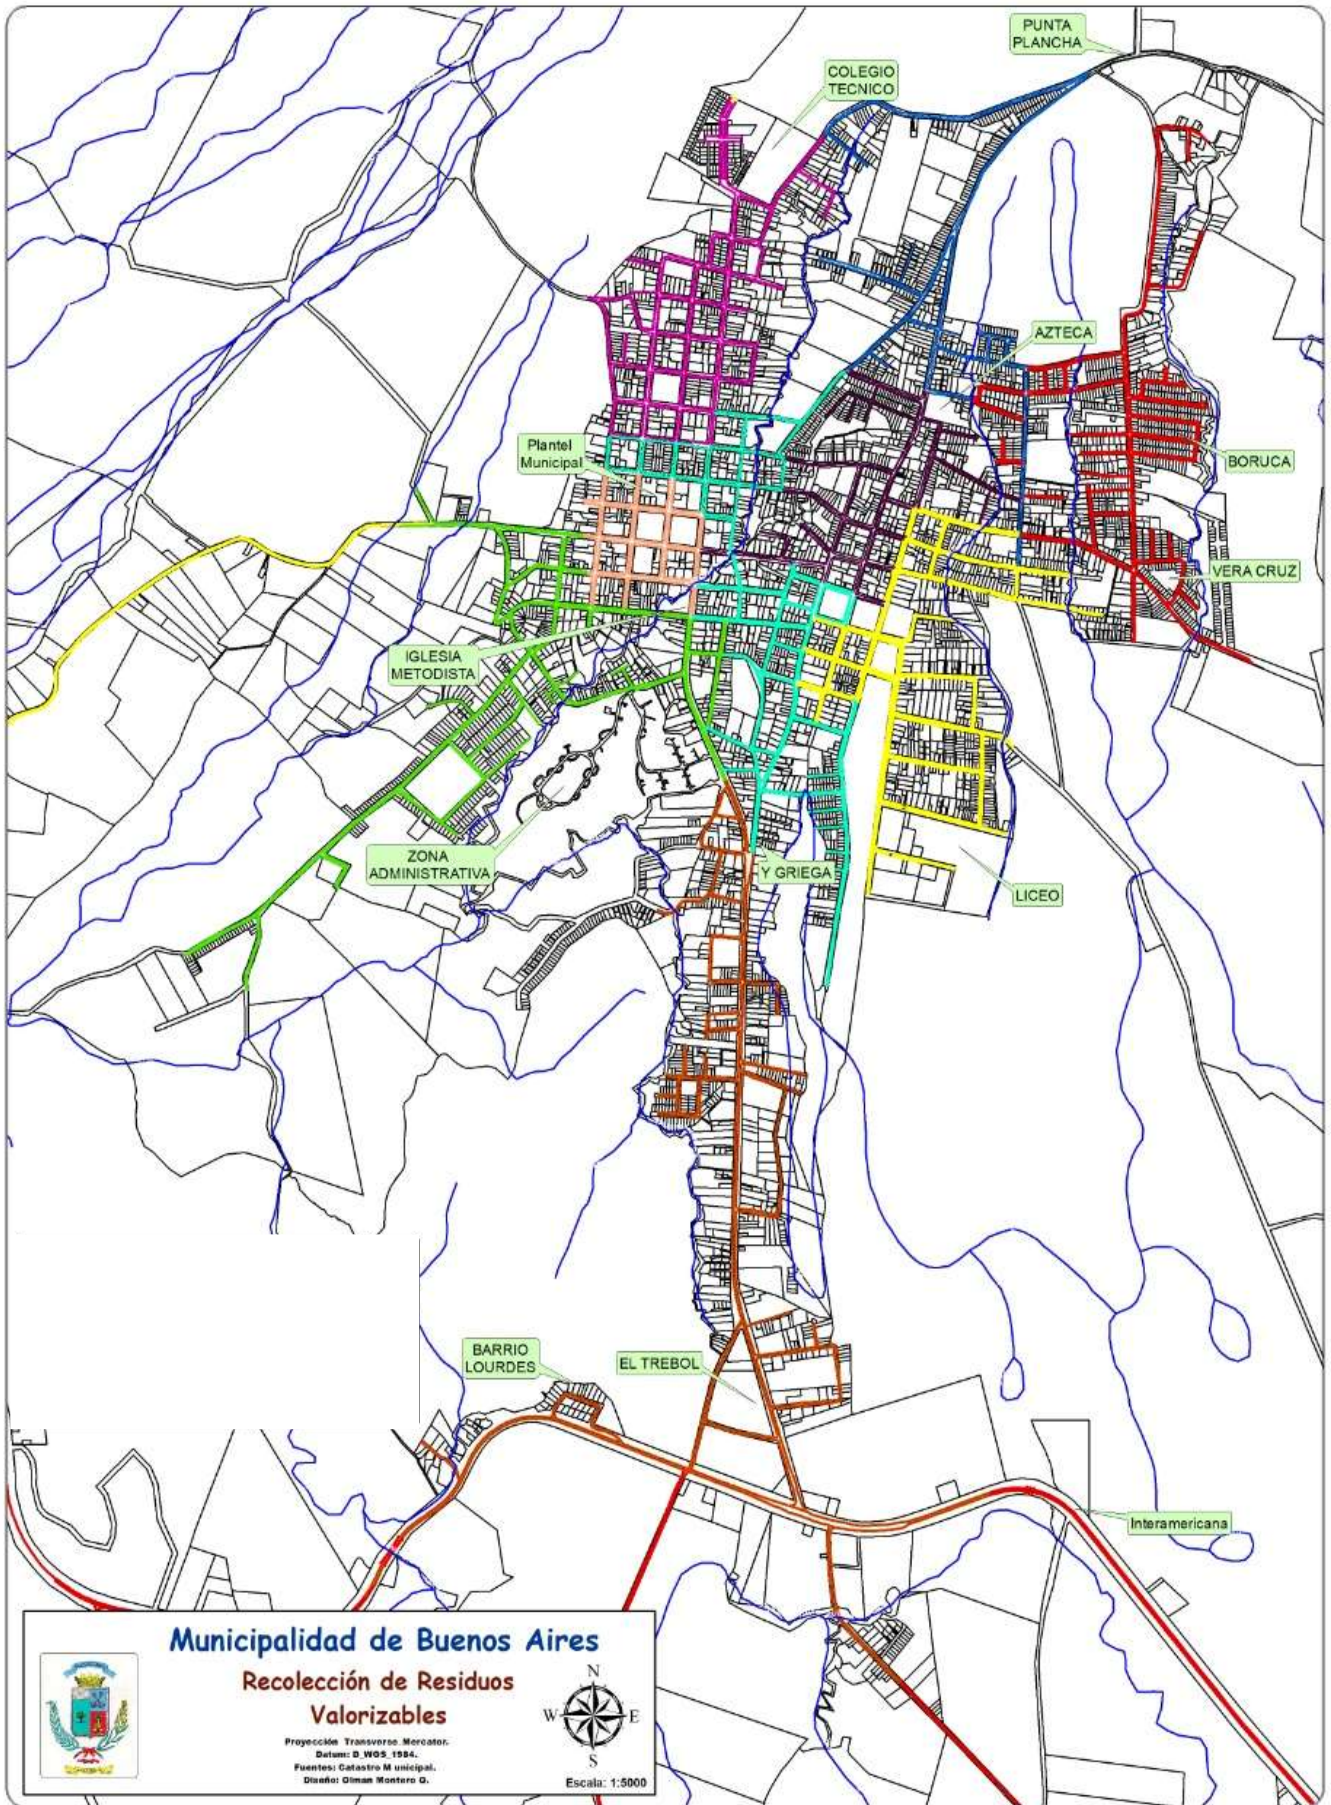 PUNTA
PLANCHA
COLEGIO
TECNICO
AZTECA
Plantel
Municipal
BORUCA
VERA CRUZ
IGLESIA
METODISTA
ZONA
ADMINISTRATIVA
Y GRIEGA
LICEO
BARRIO
LOURDES
EL TREBOL
Interamericana
Municipalidad de Buenos Aires
Recolección de Residuos
Valorizables
Proyección Transverse_Mercator.
Datum: D_WGS_1984.
Fuentes: Catastro Municipal.
Diseño: Olman Montero G.
N
W
E
S
Escala: 1:5000